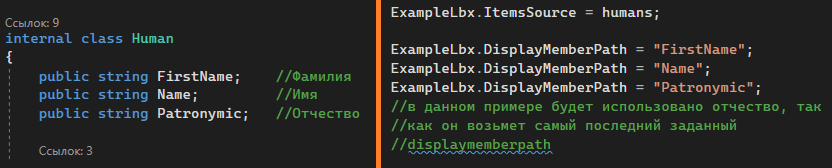 Ссылок: 9
internal class Human
{
public string FirstName; //Фамилия
public string Name; //Имя
public string Patronymic; //Отчество
Ссылок: 3
ExampleLbx.ItemsSource = humans;
ExampleLbx.DisplayMemberPath = "FirstName";
ExampleLbx.DisplayMemberPath = "Name";
ExampleLbx.DisplayMemberPath = "Patronymic";
//в данном примере будет использовано отчество, так
//как он возьмет самый последний заданный
//displaymemberpath